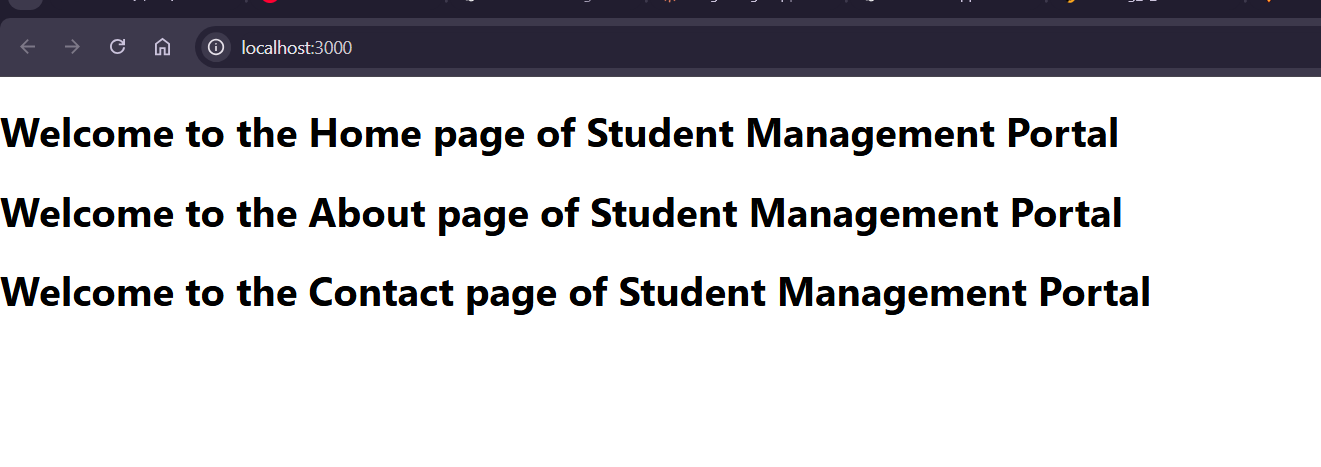 localhost:3000
Welcome to the Home page of Student Management Portal
Welcome to the About page of Student Management Portal
Welcome to the Contact page of Student Management Portal